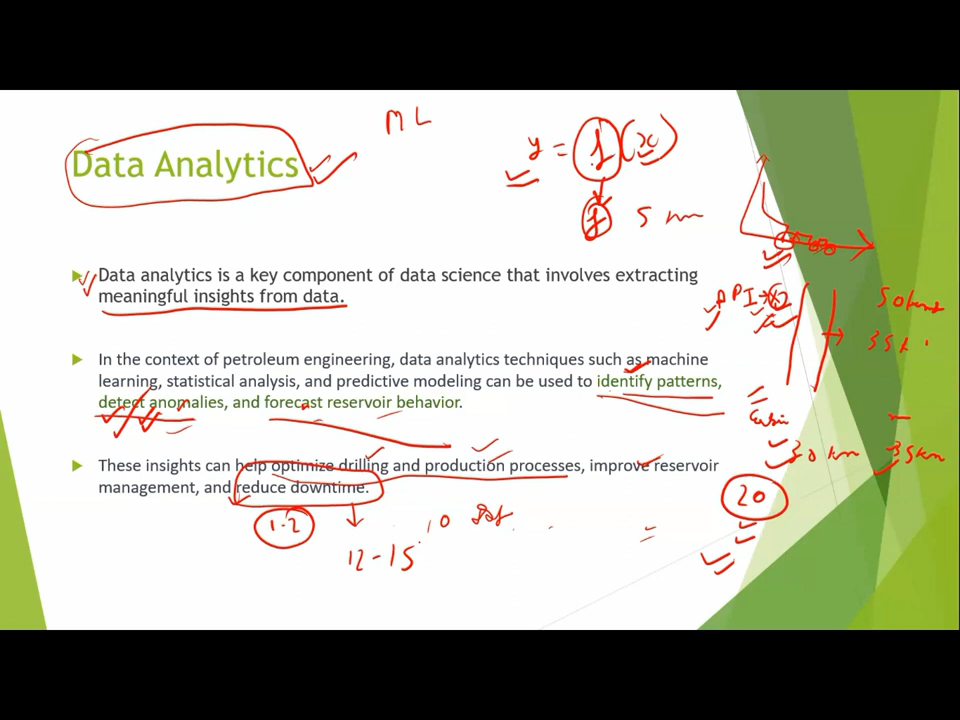 ML
y = f(x)
Data Analytics
f 5 km
Data analytics is a key component of data science that involves extracting
meaningful insights from data.
API
50
35
In the context of petroleum engineering, data analytics techniques such as machine
learning, statistical analysis, and predictive modeling can be used to identify patterns,
detect anomalies, and forecast reservoir behavior.
30 km 35 km
These insights can help optimize drilling and production processes, improve reservoir
management, and reduce downtime.
20
1-2
10
12-15